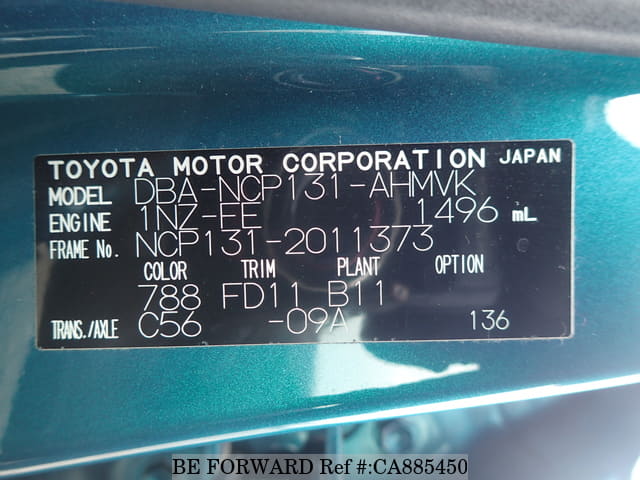 TOYOTA MOTOR CORPORATION JAPAN
MODEL DBA-NCP131-AHMVK
ENGINE 1NZ-FE 1496 mL
FRAME No. NCP131-2011373
COLOR TRIM PLANT OPTION
788 FD11 B11
TRANS./AXLE C56 -09A 136
BE FORWARD Ref #:CA885450